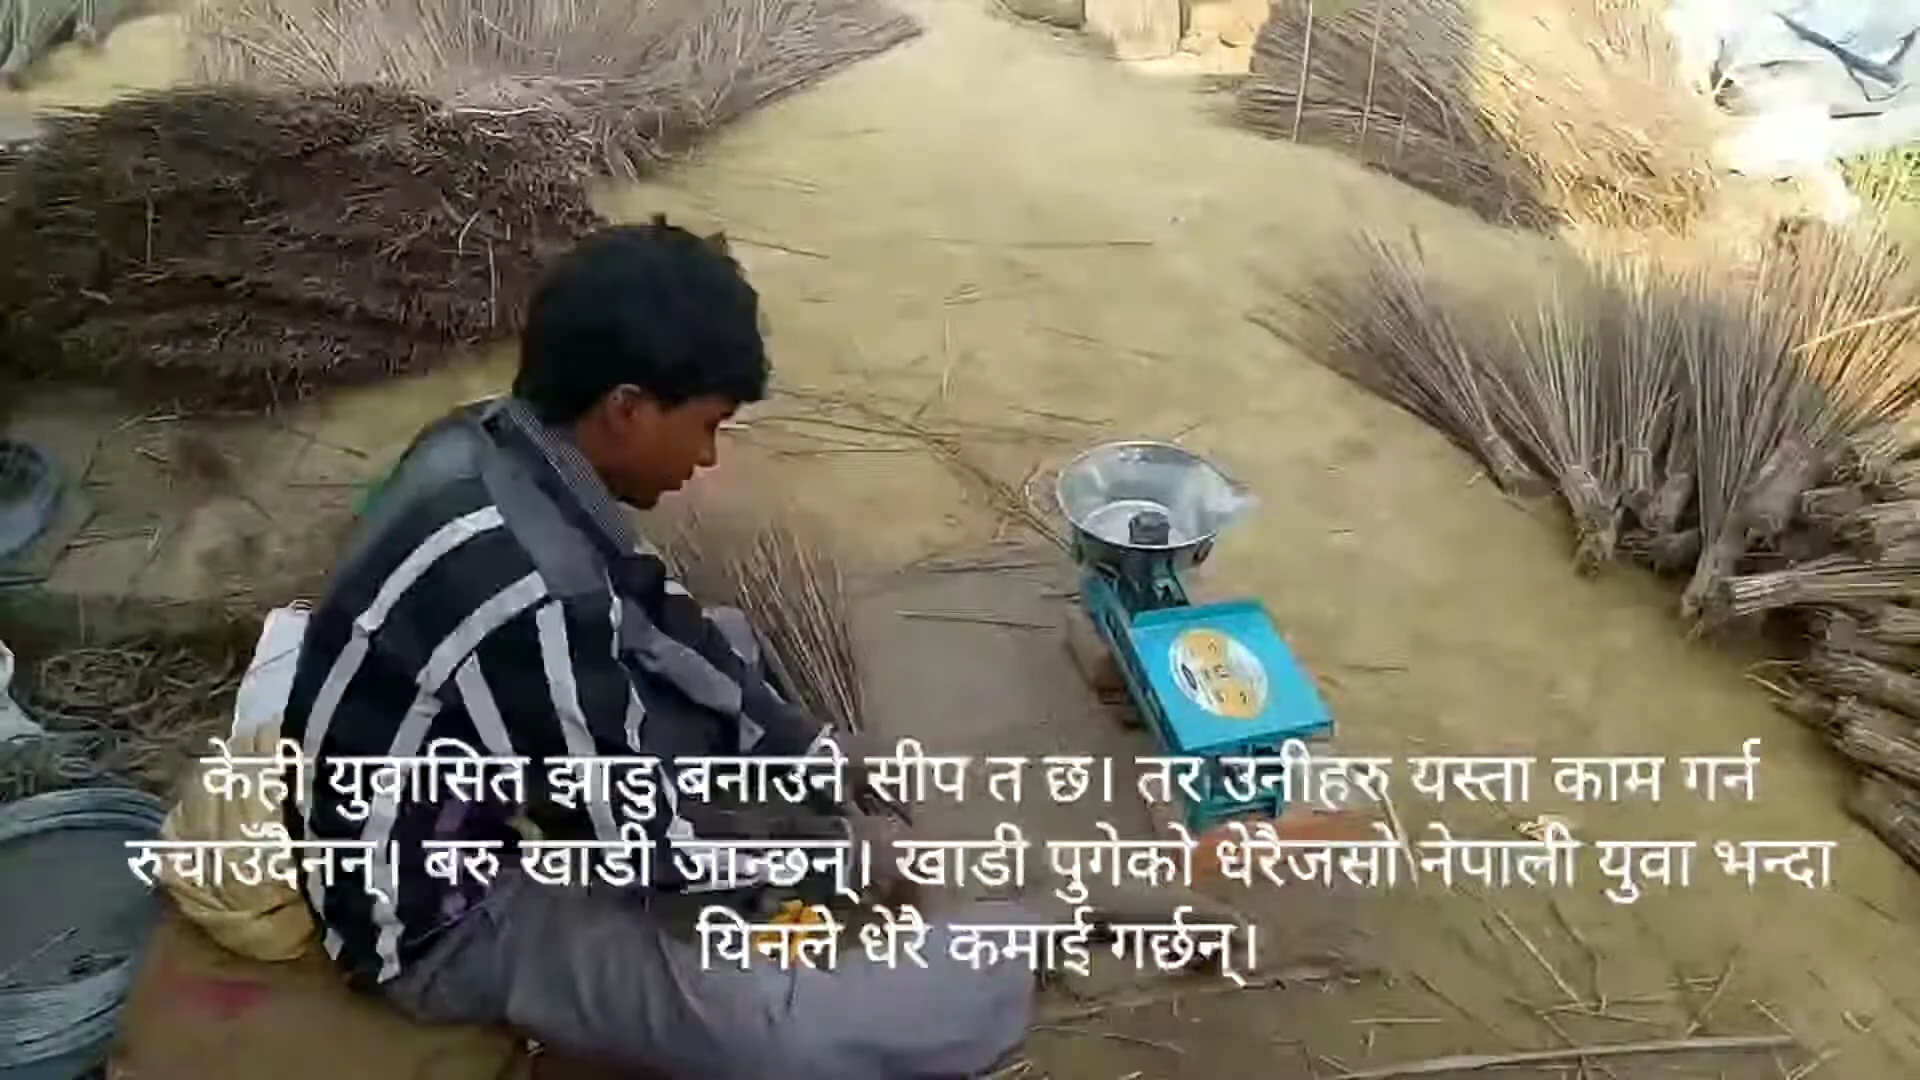 केही युवासित झाडु बनाउने सीप त छ। तर उनीहरु यस्ता काम गर्न
रुचाउँदैनन्। बरु खाडी जान्छन्। खाडी पुगेको धेरैजसो नेपाली युवा भन्दा
यिनले धेरै कमाई गर्छन्।